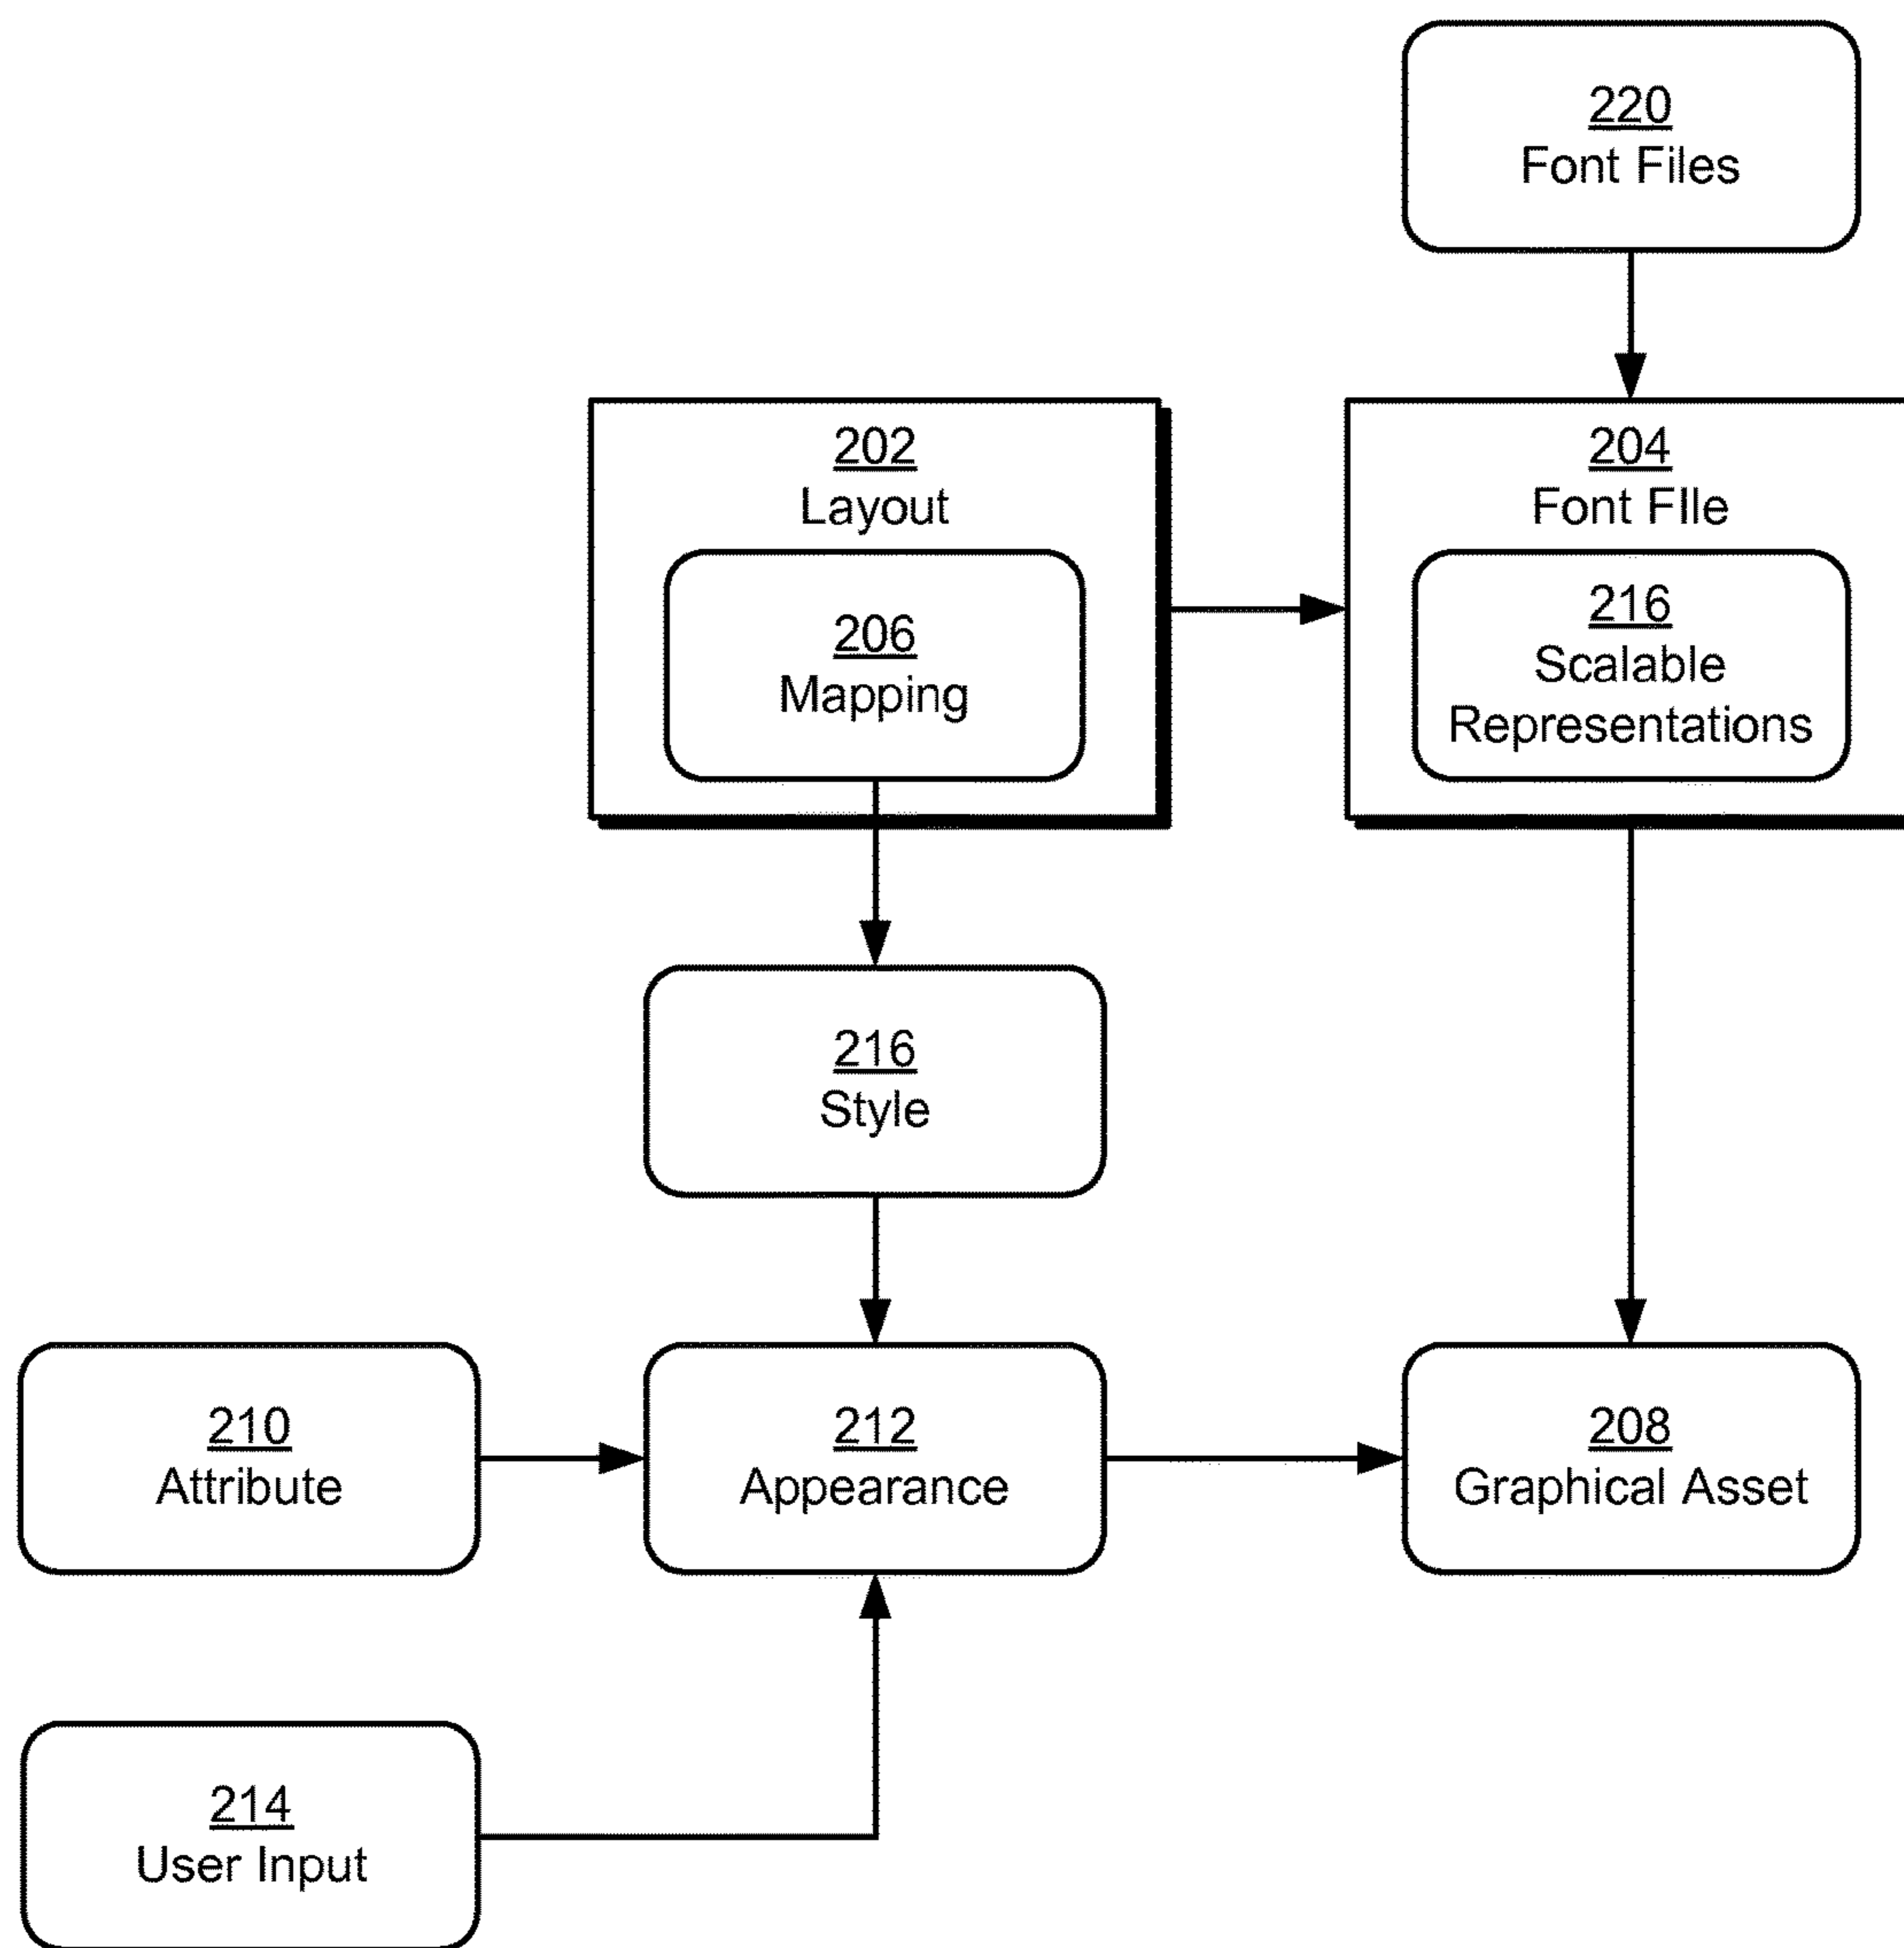 220
Font Files
202
Layout
206
Mapping
204
Font FIle
216
Scalable
Representations
216
Style
210
Attribute
212
Appearance
208
Graphical Asset
214
User Input